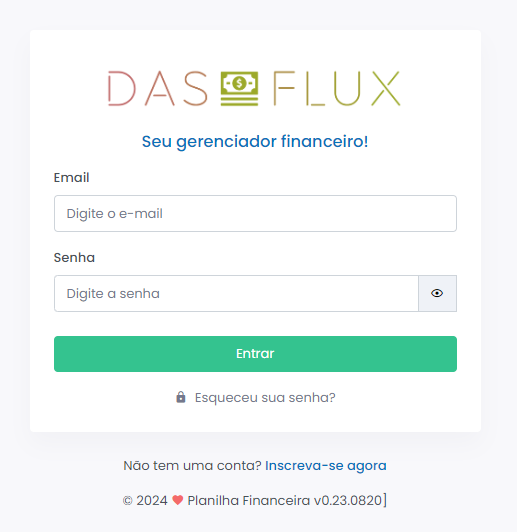 DAS FLUX
Seu gerenciador financeiro!
Email
Digite o e-mail
Senha
Digite a senha
Entrar
Esqueceu sua senha?
Não tem uma conta? Inscreva-se agora
© 2024 ❤ Planilha Financeira v0.23.0820]